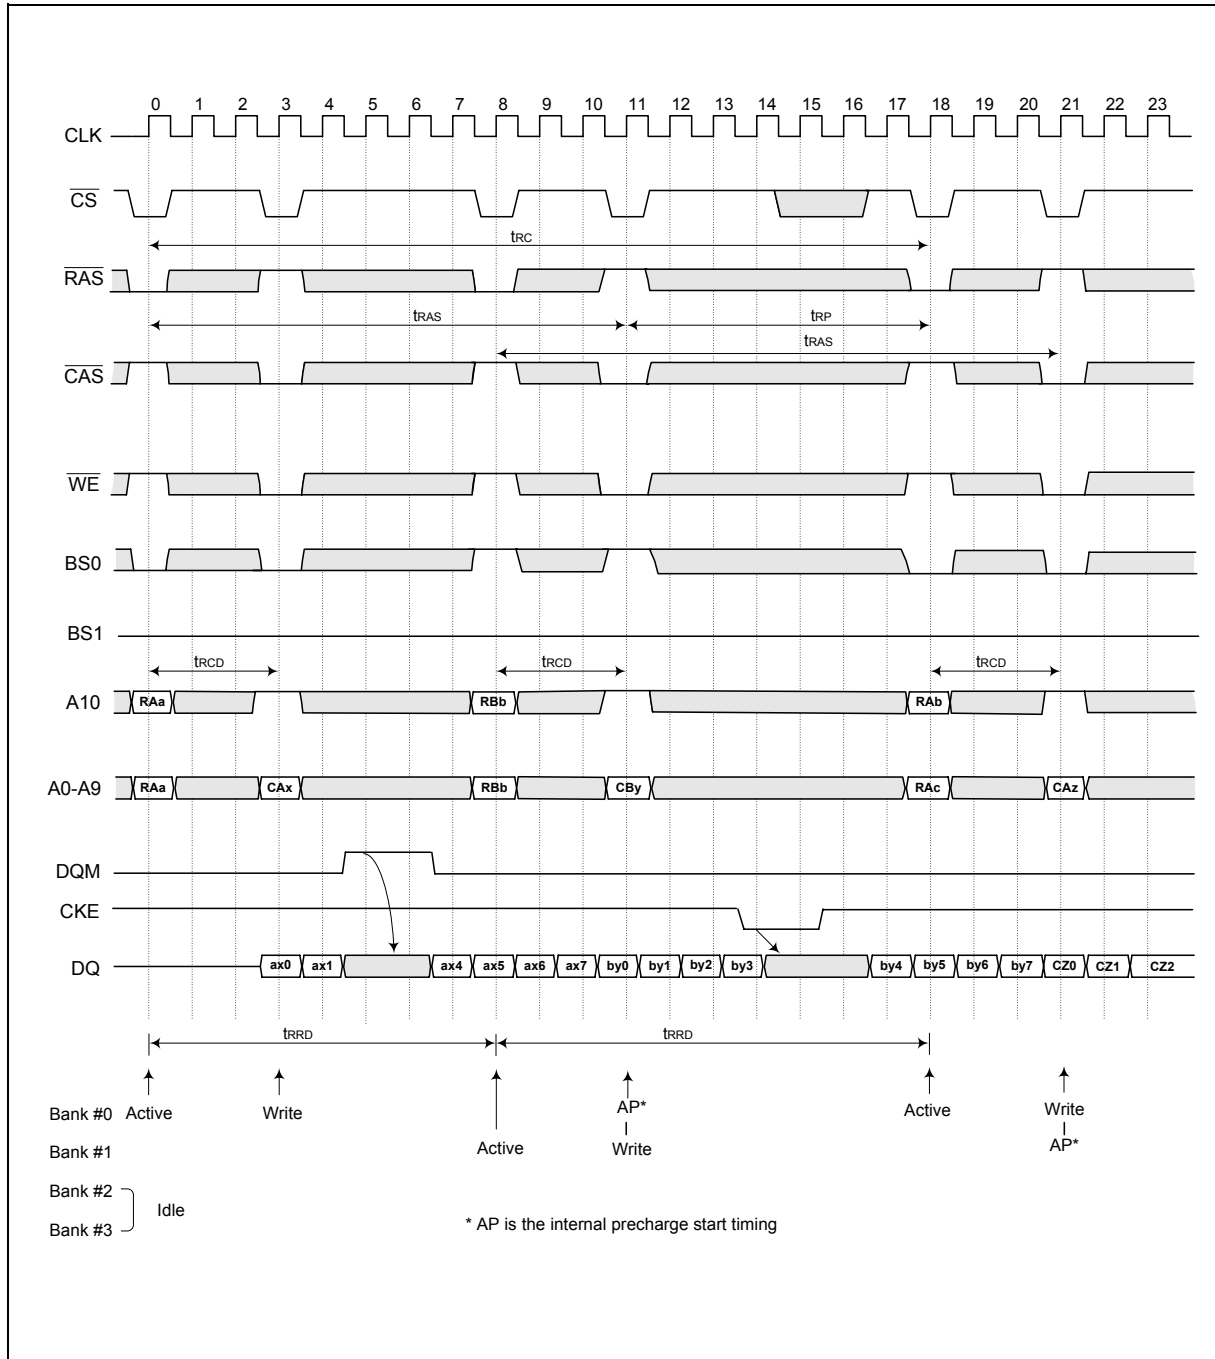 0 1 2 3 4 5 6 7 8 9 10 11 12 13 14 15 16 17 18 19 20 21 22 23
CLK
CS
tRC
RAS
tRAS tRP
tRAS
CAS
WE
BS0
BS1
tRCD tRCD tRCD
A10 RAa RBb RAb
A0-A9 RAa CAx RBb CBy RAc CAz
DQM
CKE
DQ ax0 ax1 ax4 ax5 ax6 ax7 by0 by1 by2 by3 by4 by5 by6 by7 CZ0 CZ1 CZ2
tRRD tRRD
Bank #0 Active Write AP* Active Write
Bank #1 Active Write AP*
Bank #2
Idle
Bank #3
* AP is the internal precharge start timing